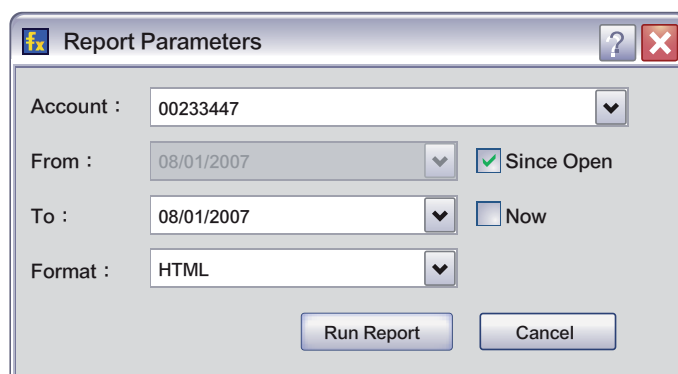 fx Report Parameters ?
Account : 00233447
From : 08/01/2007 Since Open
To : 08/01/2007 Now
Format : HTML
Run Report Cancel